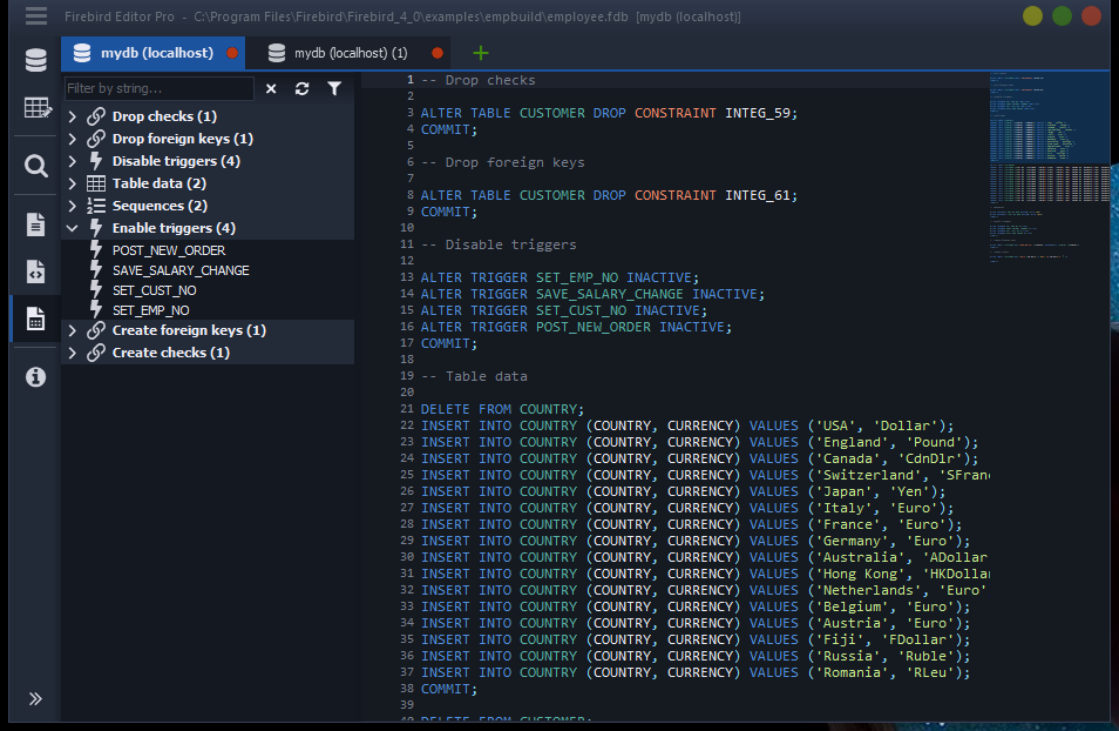 Firebird Editor Pro - C:\Program Files\Firebird\Firebird_4_0\examples\empbuild\employee.fdb [mydb (localhost)]
mydb (localhost)
mydb (localhost) (1)
Filter by string...
Drop checks (1)
Drop foreign keys (1)
Disable triggers (4)
Table data (2)
Sequences (2)
Enable triggers (4)
POST_NEW_ORDER
SAVE_SALARY_CHANGE
SET_CUST_NO
SET_EMP_NO
Create foreign keys (1)
Create checks (1)
1 -- Drop checks
2
3 ALTER TABLE CUSTOMER DROP CONSTRAINT INTEG_59;
4 COMMIT;
5
6 -- Drop foreign keys
7
8 ALTER TABLE CUSTOMER DROP CONSTRAINT INTEG_61;
9 COMMIT;
10
11 -- Disable triggers
12
13 ALTER TRIGGER SET_EMP_NO INACTIVE;
14 ALTER TRIGGER SAVE_SALARY_CHANGE INACTIVE;
15 ALTER TRIGGER SET_CUST_NO INACTIVE;
16 ALTER TRIGGER POST_NEW_ORDER INACTIVE;
17 COMMIT;
18
19 -- Table data
20
21 DELETE FROM COUNTRY;
22 INSERT INTO COUNTRY (COUNTRY, CURRENCY) VALUES ('USA', 'Dollar');
23 INSERT INTO COUNTRY (COUNTRY, CURRENCY) VALUES ('England', 'Pound');
24 INSERT INTO COUNTRY (COUNTRY, CURRENCY) VALUES ('Canada', 'CdnDlr');
25 INSERT INTO COUNTRY (COUNTRY, CURRENCY) VALUES ('Switzerland', 'SFran
26 INSERT INTO COUNTRY (COUNTRY, CURRENCY) VALUES ('Japan', 'Yen');
27 INSERT INTO COUNTRY (COUNTRY, CURRENCY) VALUES ('Italy', 'Euro');
28 INSERT INTO COUNTRY (COUNTRY, CURRENCY) VALUES ('France', 'Euro');
29 INSERT INTO COUNTRY (COUNTRY, CURRENCY) VALUES ('Germany', 'Euro');
30 INSERT INTO COUNTRY (COUNTRY, CURRENCY) VALUES ('Australia', 'ADollar
31 INSERT INTO COUNTRY (COUNTRY, CURRENCY) VALUES ('Hong Kong', 'HKDolla
32 INSERT INTO COUNTRY (COUNTRY, CURRENCY) VALUES ('Netherlands', 'Euro'
33 INSERT INTO COUNTRY (COUNTRY, CURRENCY) VALUES ('Belgium', 'Euro');
34 INSERT INTO COUNTRY (COUNTRY, CURRENCY) VALUES ('Austria', 'Euro');
35 INSERT INTO COUNTRY (COUNTRY, CURRENCY) VALUES ('Fiji', 'FDollar');
36 INSERT INTO COUNTRY (COUNTRY, CURRENCY) VALUES ('Russia', 'Ruble');
37 INSERT INTO COUNTRY (COUNTRY, CURRENCY) VALUES ('Romania', 'RLeu');
38 COMMIT;
39
40 DELETE FROM CUSTOMER;